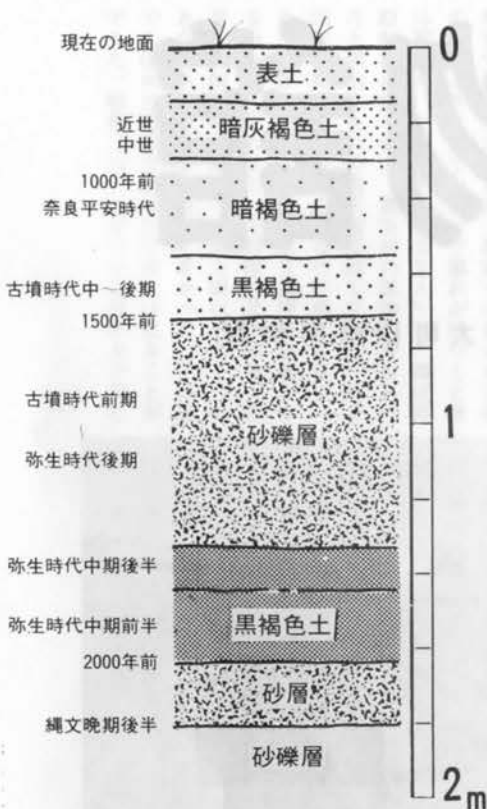 現在の地面
0
表土
近世
中世
暗灰褐色土
1000年前
奈良平安時代
暗褐色土
古墳時代中～後期
黒褐色土
1500年前
古墳時代前期
1
砂礫層
弥生時代後期
弥生時代中期後半
弥生時代中期前半
黒褐色土
2000年前
砂層
縄文晩期後半
砂礫層
2m